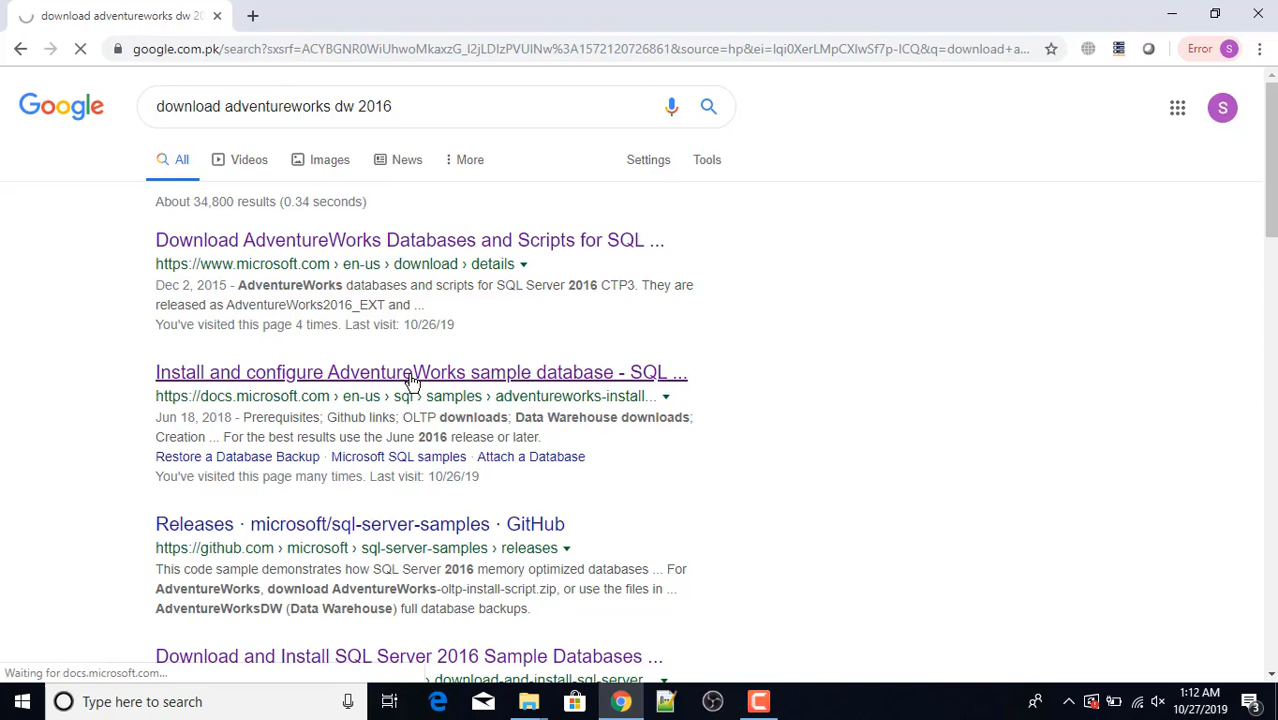 download adventureworks dw 20
google.com.pk/search?sxsrf=ACYBGNR0WiUhwoMkaxzG_l2jLDIzPVUINw%3A1572120726861&source=hp&ei=Iqi0XerLMpCXlwSf7p-ICQ&q=download+a...
Error S
Google
download adventureworks dw 2016
S
All Videos Images News More Settings Tools
About 34,800 results (0.34 seconds)
Download AdventureWorks Databases and Scripts for SQL ...
https://www.microsoft.com › en-us › download › details
Dec 2, 2015 - AdventureWorks databases and scripts for SQL Server 2016 CTP3. They are
released as AdventureWorks2016_EXT and ...
You've visited this page 4 times. Last visit: 10/26/19
Install and configure AdventureWorks sample database - SQL ...
https://docs.microsoft.com › en-us › sql › samples › adventureworks-install...
Jun 18, 2018 - Prerequisites; Github links; OLTP downloads; Data Warehouse downloads;
Creation ... For the best results use the June 2016 release or later.
Restore a Database Backup · Microsoft SQL samples · Attach a Database
You've visited this page many times. Last visit: 10/26/19
Releases · microsoft/sql-server-samples · GitHub
https://github.com › microsoft › sql-server-samples › releases
This code sample demonstrates how SQL Server 2016 memory optimized databases ... For
AdventureWorks, download AdventureWorks-oltp-install-script.zip, or use the files in ...
AdventureWorksDW (Data Warehouse) full database backups.
Download and Install SQL Server 2016 Sample Databases ...
› download-and-install-sql-server
Waiting for docs.microsoft.com...
Type here to search
1:12 AM
10/27/2019
3